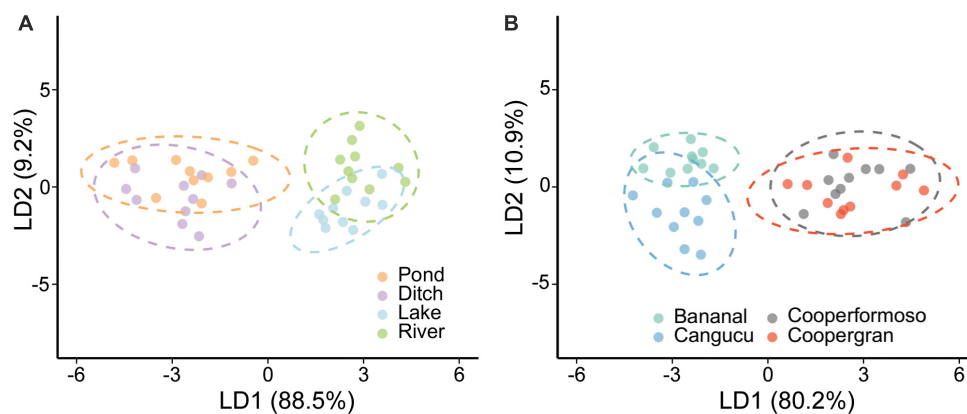 A
LD2 (9.2%)
5
0
-5
-6
-3
0
3
6
LD1 (88.5%)
Pond
Ditch
Lake
River
B
LD2 (10.9%)
5
0
-5
-6
-3
0
3
6
LD1 (80.2%)
Bananal
Cangucu
Cooperformoso
Coopergran